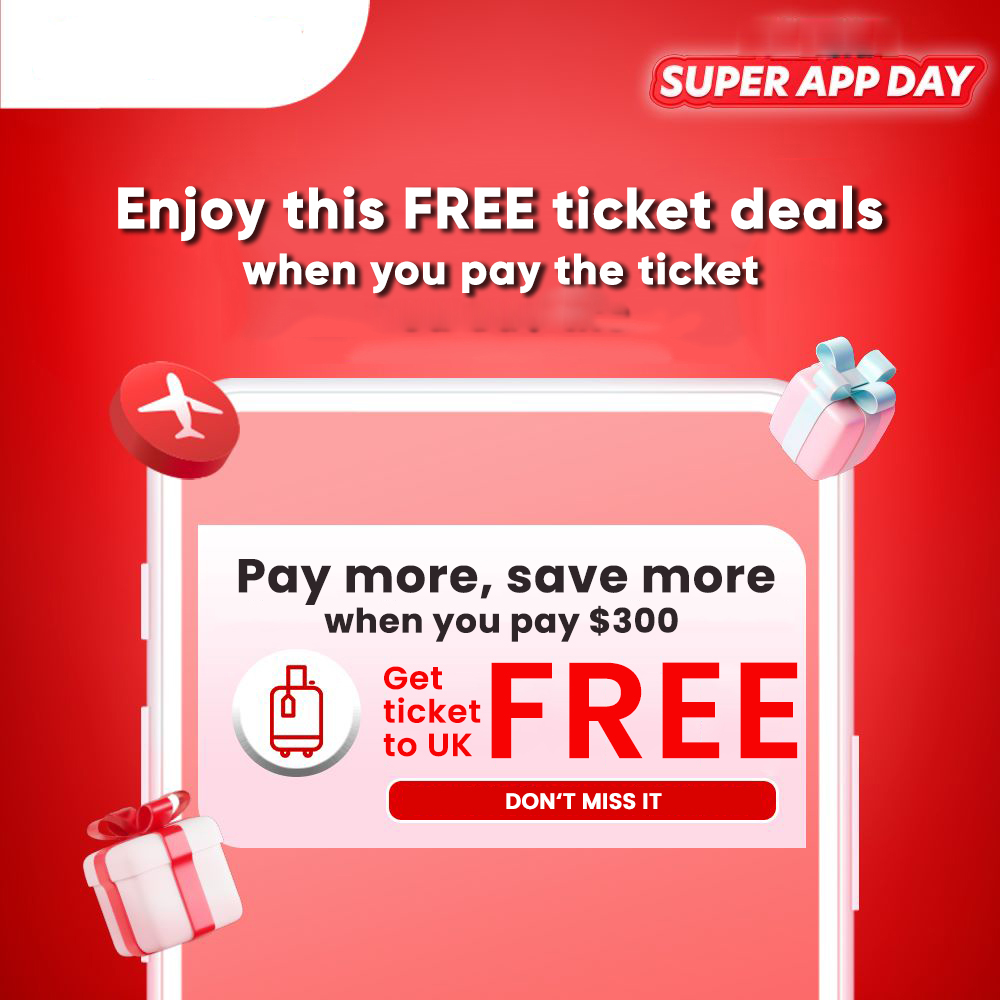 SUPER APP DAY
Enjoy this FREE ticket deals
when you pay the ticket
Pay more, save more
when you pay $300
Get
ticket
to UK
FREE
DON'T MISS IT